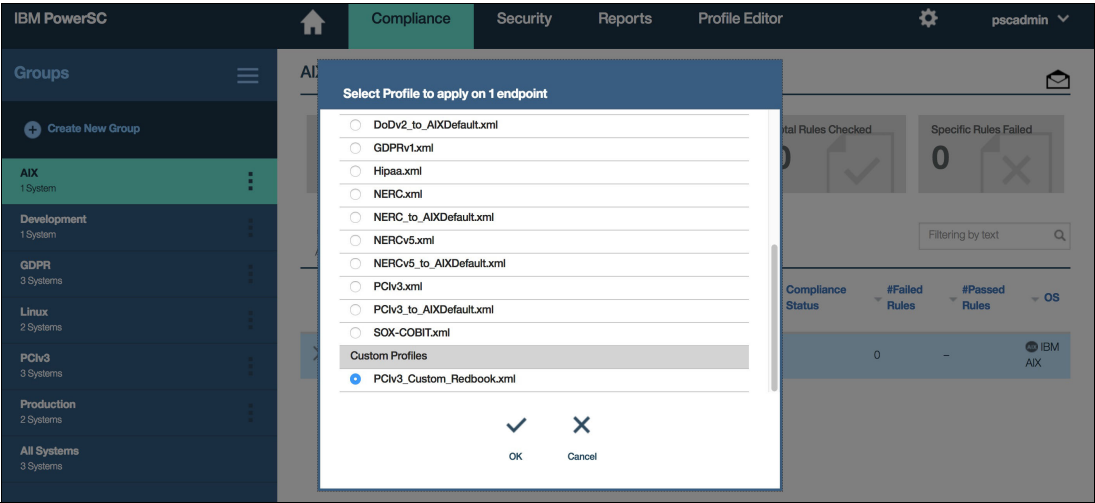 IBM PowerSC
Compliance
Security
Reports
Profile Editor
pscadmin
Groups
Create New Group
AIX
1 System
Development
1 System
GDPR
3 Systems
Linux
2 Systems
PCIv3
3 Systems
Production
2 Systems
All Systems
3 Systems
Select Profile to apply on 1 endpoint
DoDv2_to_AIXDefault.xml
GDPRv1.xml
Hipaa.xml
NERC.xml
NERC_to_AIXDefault.xml
NERCv5.xml
NERCv5_to_AIXDefault.xml
PCIv3.xml
PCIv3_to_AIXDefault.xml
SOX-COBIT.xml
Custom Profiles
PCIv3_Custom_Redbook.xml
OK
Cancel
Rules Checked
Specific Rules Failed
0
Filtering by text
Compliance
Status
#Failed
Rules
#Passed
Rules
OS
0
–
IBM
AIX